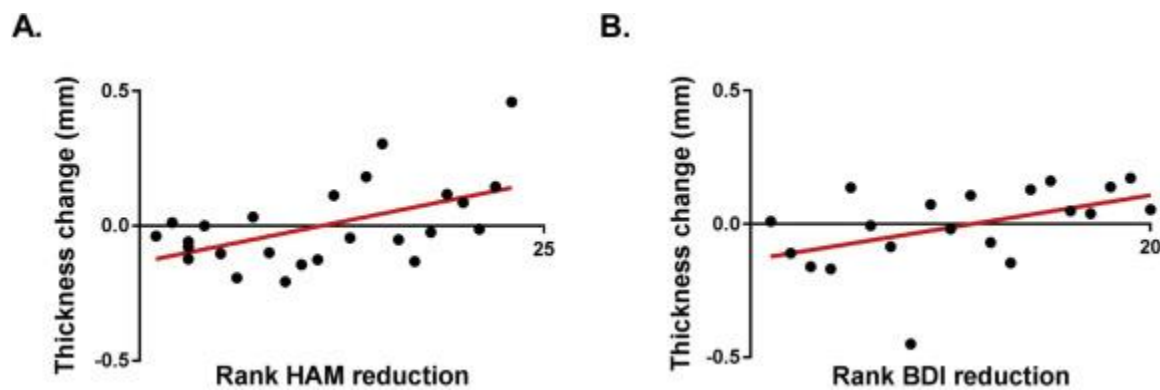 A.
B.
Thickness change (mm)
0.5
0.0
-0.5
25
Rank HAM reduction
Thickness change (mm)
0.5
0.0
-0.5
20
Rank BDI reduction